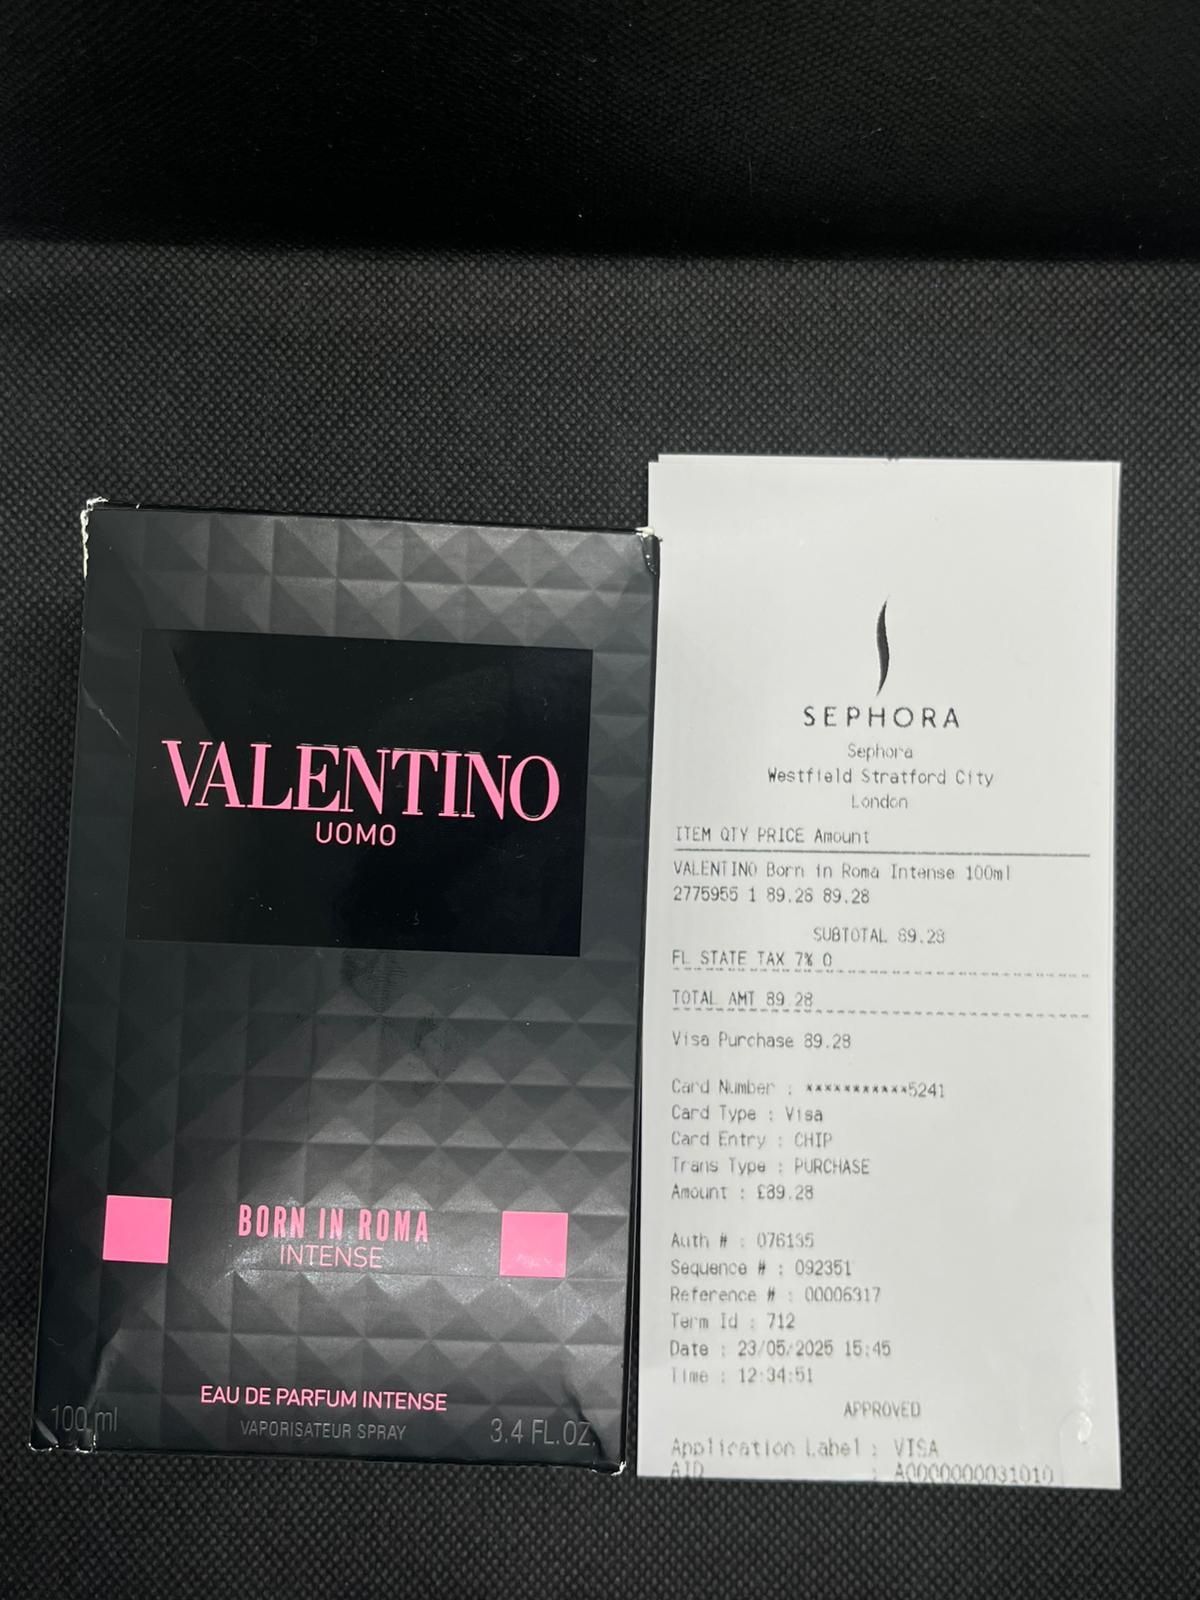 VALENTINO
UOMO
BORN IN ROMA
INTENSE
EAU DE PARFUM INTENSE
VAPORISATEUR SPRAY
100 ml
3.4 FL.OZ.
SEPHORA
Sephora
Westfield Stratford City
London
ITEM QTY PRICE Amount
VALENTINO Born in Roma Intense 100ml
2775955 1 89.28 89.28
SUBTOTAL 89.28
FL STATE TAX 7% 0
TOTAL AMT 89.28
Visa Purchase 89.28
Card Number : ***********5241
Card Type : Visa
Card Entry : CHIP
Trans Type : PURCHASE
Amount : £89.28
Auth # : 076135
Sequence # : 092351
Reference # : 00006317
Term Id : 712
Date : 23/05/2025 15:45
Time : 12:34:51
APPROVED
Application Label : VISA
AID : A0000000031010